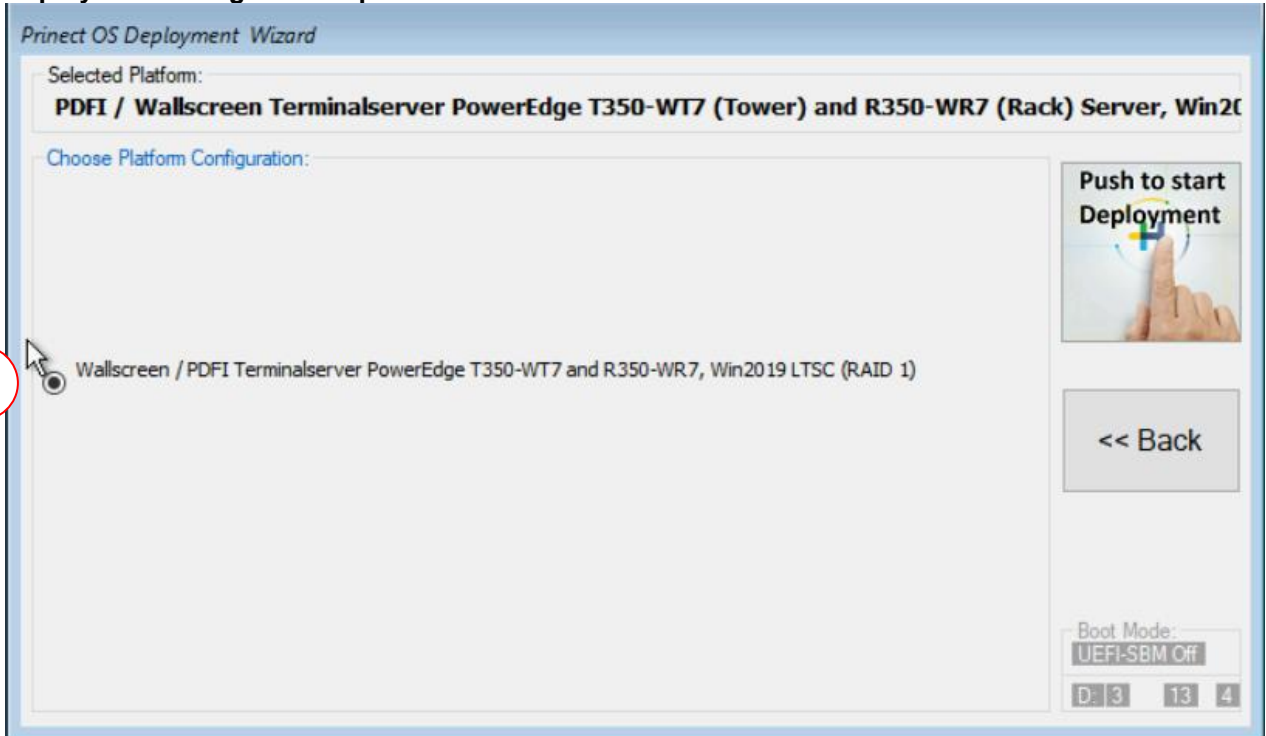 Prinect OS Deployment Wizard
Selected Platform:
PDFI / Wallscreen Terminalserver PowerEdge T350-WT7 (Tower) and R350-WR7 (Rack) Server, Win20
Choose Platform Configuration:
Push to start
Deployment
Wallscreen / PDFI Terminalserver PowerEdge T350-WT7 and R350-WR7, Win2019 LTSC (RAID 1)
<< Back
Boot Mode:
UEFI-SBM Off
D: 3 13 4